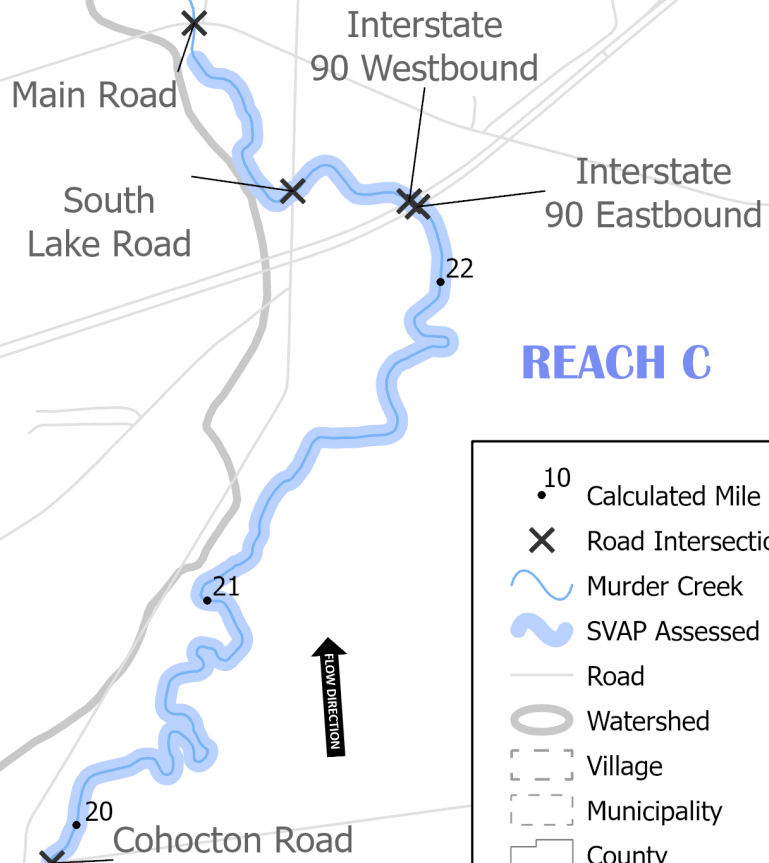 Interstate
90 Westbound
Main Road
Interstate
90 Eastbound
South
Lake Road
22
REACH C
10
Calculated Mile
Murder Creek
21
SVAP Assessed
FLOW DIRECTION
Road
Watershed
Village
Municipality
20
Cohocton Road
County
Road